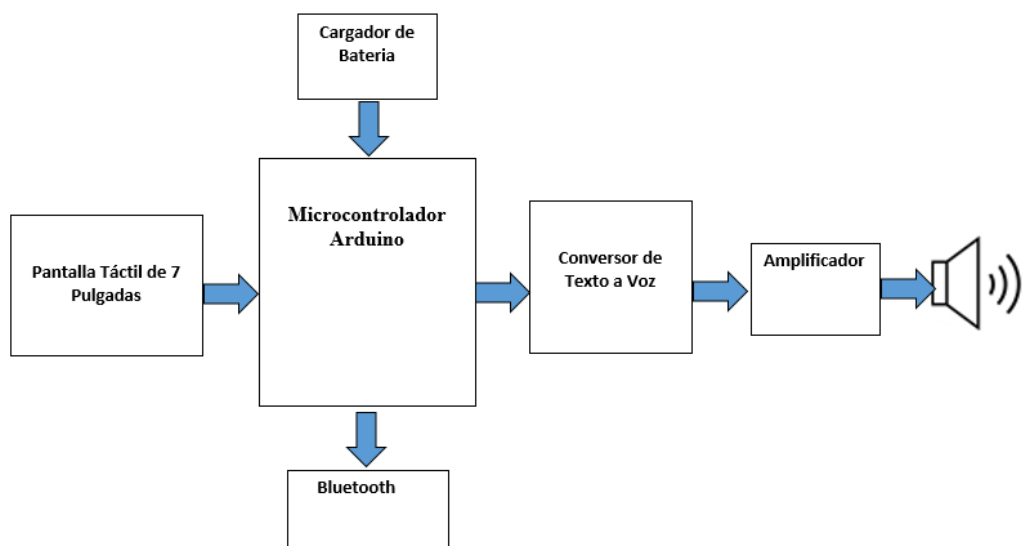 Cargador de
Bateria
Microcontrolador
Arduino
Pantalla Táctil de 7
Pulgadas
Conversor de
Texto a Voz
Amplificador
Bluetooth